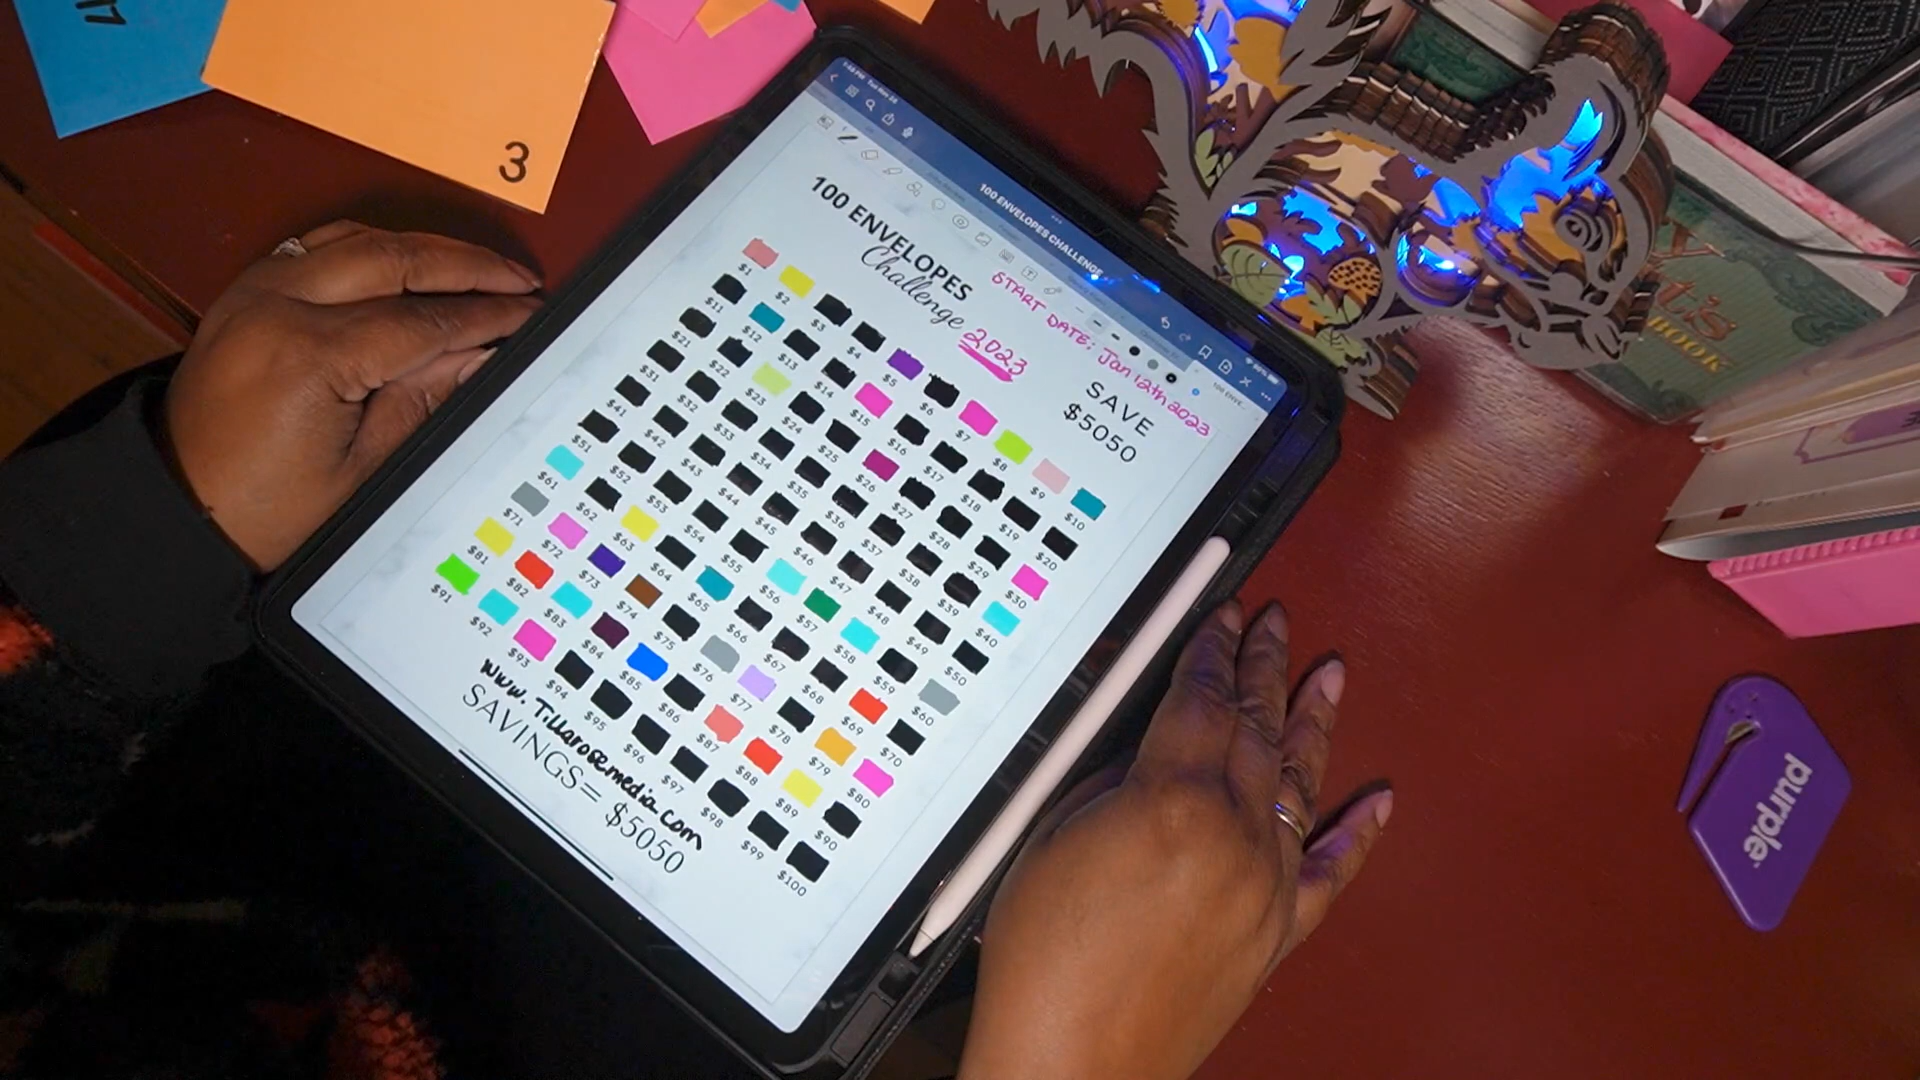 3
100 ENVELOPES CHALLENGE
100 ENVELOPES
Challenge
2023
START DATE: Jan 12th 2023
SAVE
$5050
$1 $2 $3 $4 $5 $6 $7 $8 $9 $10
$11 $12 $13 $14 $15 $16 $17 $18 $19 $20
$21 $22 $23 $24 $25 $26 $27 $28 $29 $30
$31 $32 $33 $34 $35 $36 $37 $38 $39 $40
$41 $42 $43 $44 $45 $46 $47 $48 $49 $50
$51 $52 $53 $54 $55 $56 $57 $58 $59 $60
$61 $62 $63 $64 $65 $66 $67 $68 $69 $70
$71 $72 $73 $74 $75 $76 $77 $78 $79 $80
$81 $82 $83 $84 $85 $86 $87 $88 $89 $90
$91 $92 $93 $94 $95 $96 $97 $98 $99 $100
www.Tillarosemedia.com
SAVINGS= $5050
BOOK
purple